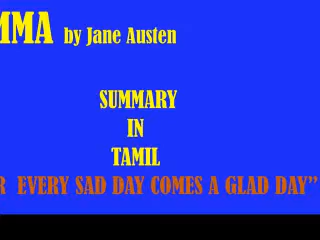 MMA by Jane Austen
SUMMARY
IN
TAMIL
R EVERY SAD DAY COMES A GLAD DAY”